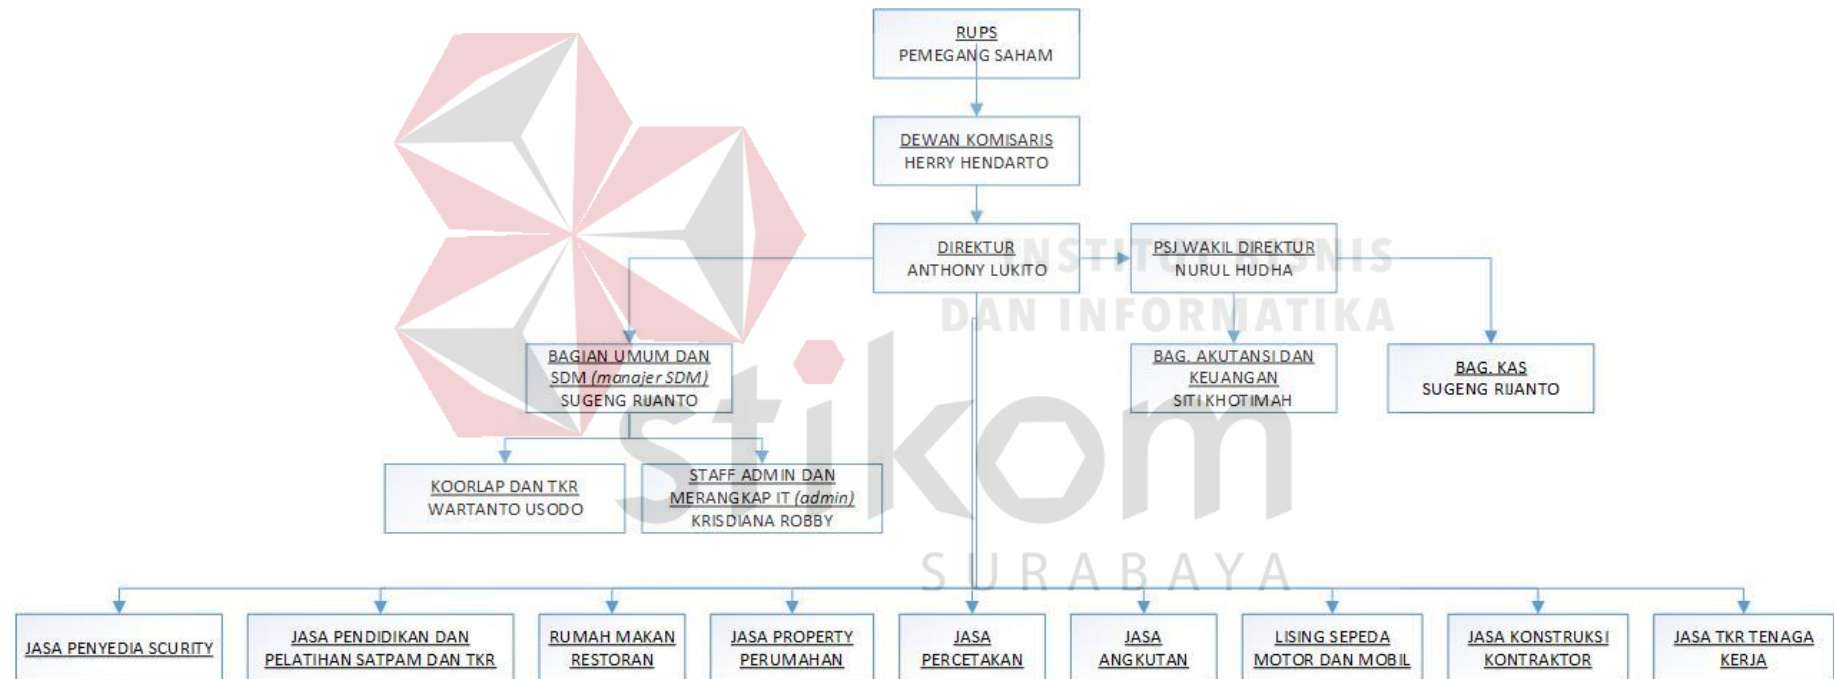 RUPS
PEMEGANG SAHAM
DEWAN KOMISARIS
HERRY HENDARTO
DIREKTUR
ANTHONY LUKITO
PSJ WAKIL DIREKTUR
NURUL HUDHA
INSTITUT BISNIS
DAN INFORMATIKA
BAGIAN UMUM DAN
SDM (manajer SDM)
SUGENG RIJANTO
BAG. AKUTANSI DAN
KEUANGAN
SITI KHOTIMAH
BAG. KAS
SUGENG RIJANTO
stikom
KOORLAP DAN TKR
WARTANTO USODO
STAFF ADMIN DAN
MERANGKAP IT (admin)
KRISDIANA ROBBY
SURABAYA
JASA PENYEDIA SCURITY
JASA PENDIDIKAN DAN
PELATIHAN SATPAM DAN TKR
RUMAH MAKAN
RESTORAN
JASA PROPERTY
PERUMAHAN
JASA
PERCETAKAN
JASA
ANGKUTAN
LISING SEPEDA
MOTOR DAN MOBIL
JASA KONSTRUKSI
KONTRAKTOR
JASA TKR TENAGA
KERJA